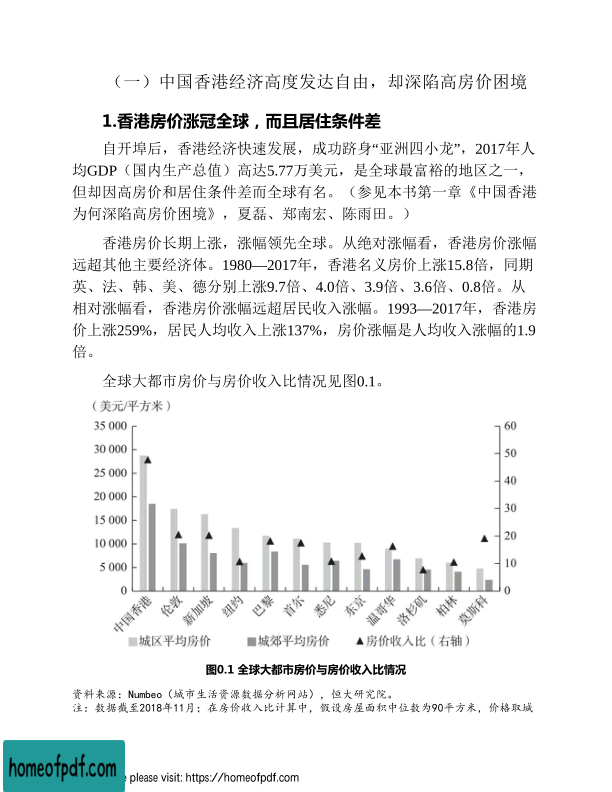 （一）中国香港经济高度发达自由，却深陷高房价困境
1.香港房价涨冠全球，而且居住条件差
自开埠后，香港经济快速发展，成功跻身“亚洲四小龙”，2017年人
均GDP（国内生产总值）高达5.77万美元，是全球最富裕的地区之一，
但却因高房价和居住条件差而全球有名。（参见本书第一章《中国香港
为何深陷高房价困境》，夏磊、郑南宏、陈雨田。）
香港房价长期上涨，涨幅领先全球。从绝对涨幅看，香港房价涨幅
远超其他主要经济体。1980—2017年，香港名义房价上涨15.8倍，同期
英、法、韩、美、德分别上涨9.7倍、4.0倍、3.9倍、3.6倍、0.8倍。从
相对涨幅看，香港房价涨幅远超居民收入涨幅。1993—2017年，香港房
价上涨259%，居民人均收入上涨137%，房价涨幅是人均收入涨幅的1.9
倍。
全球大都市房价与房价收入比情况见图0.1。
（美元/平方米）
35 000
30 000
25 000
20 000
15 000
10 000
5 000
0
60
50
40
30
20
10
0
中国香港
伦敦
新加坡
纽约
巴黎
首尔
悉尼
东京
温哥华
洛杉矶
柏林
莫斯科
城区平均房价 城郊平均房价 房价收入比（右轴）
图0.1 全球大都市房价与房价收入比情况
资料来源：Numbeo（城市生活资源数据分析网站），恒大研究院。
注：数据截至2018年11月；在房价收入比计算中，假设房屋面积中位数为90平方米，价格取城
homeofpdf.com
e please visit: https://homeofpdf.com